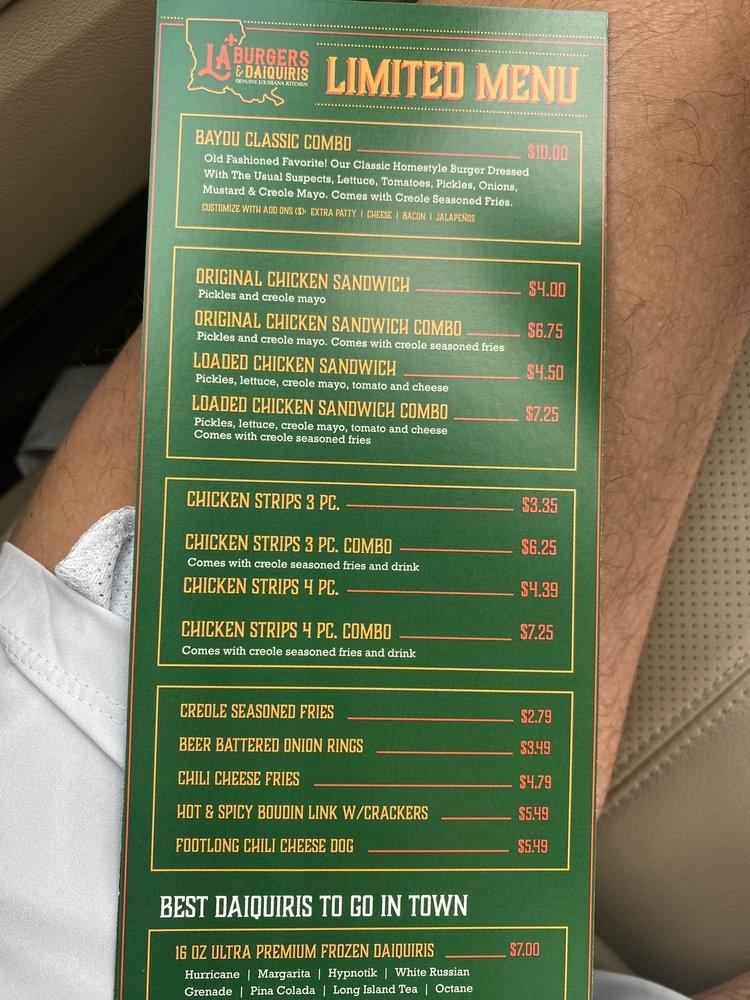 LA BURGERS
& DAIQUIRIS
GENUINE LOUISIANA KITCHEN
LIMITED MENU
BAYOU CLASSIC COMBO $10.00
Old Fashioned Favorite! Our Classic Homestyle Burger Dressed
With The Usual Suspects, Lettuce, Tomatoes, Pickles, Onions,
Mustard & Creole Mayo. Comes with Creole Seasoned Fries.
CUSTOMIZE WITH ADD ONS ($): EXTRA PATTY | CHEESE | BACON | JALAPEÑOS
ORIGINAL CHICKEN SANDWICH $4.00
Pickles and creole mayo
ORIGINAL CHICKEN SANDWICH COMBO $6.75
Pickles and creole mayo. Comes with creole seasoned fries
LOADED CHICKEN SANDWICH $4.50
Pickles, lettuce, creole mayo, tomato and cheese
LOADED CHICKEN SANDWICH COMBO $7.25
Pickles, lettuce, creole mayo, tomato and cheese
Comes with creole seasoned fries
CHICKEN STRIPS 3 PC. $3.35
CHICKEN STRIPS 3 PC. COMBO $6.25
Comes with creole seasoned fries and drink
CHICKEN STRIPS 4 PC. $4.39
CHICKEN STRIPS 4 PC. COMBO $7.25
Comes with creole seasoned fries and drink
CREOLE SEASONED FRIES $2.79
BEER BATTERED ONION RINGS $3.49
CHILI CHEESE FRIES $4.79
HOT & SPICY BOUDIN LINK W/CRACKERS $5.49
FOOTLONG CHILI CHEESE DOG $5.49
BEST DAIQUIRIS TO GO IN TOWN
16 OZ ULTRA PREMIUM FROZEN DAIQUIRIS $7.00
Hurricane | Margarita | Hypnotik | White Russian
Grenade | Pina Colada | Long Island Tea | Octane